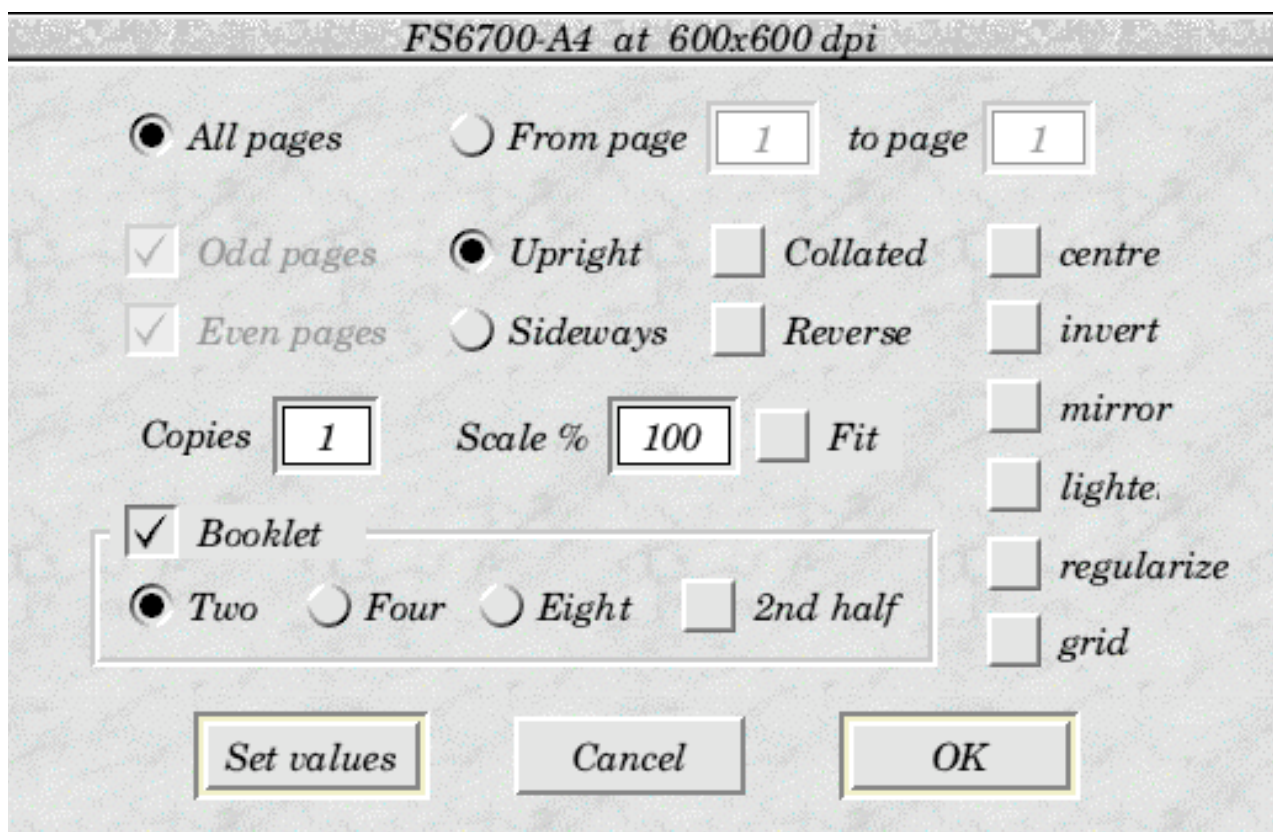 FS6700-A4 at 600x600 dpi
All pages From page 1 to page 1
Odd pages Upright Collated centre
Even pages Sideways Reverse invert
mirror
Copies 1 Scale % 100 Fit
lighte
Booklet
regularize
Two Four Eight 2nd half
grid
Set values Cancel OK